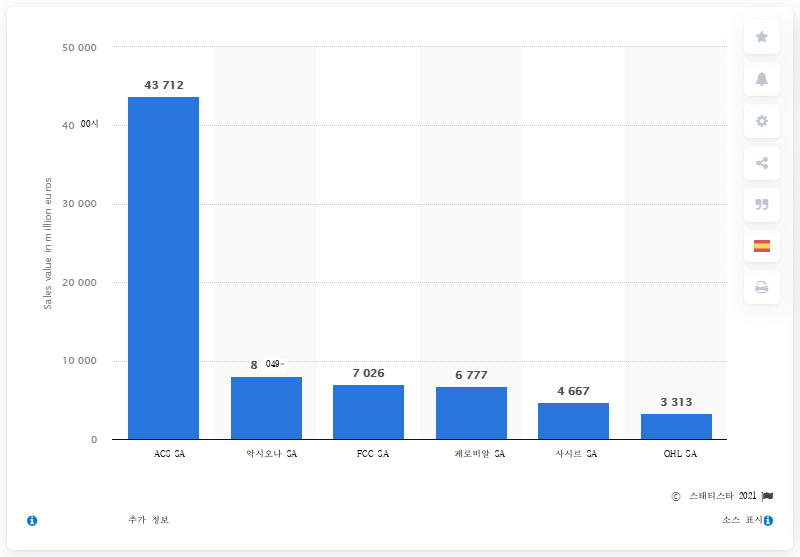 50 000
43 712
40 00시
Sales value in million euros
30 000
20 000
10 000
8 049-
7 026
6 777
4 667
3 313
0
ACS SA
악시오나 SA
FCC SA
페로비알 SA
사시르 SA
OHL SA
© 스태티스타 2021
추가 정보
소스 표시